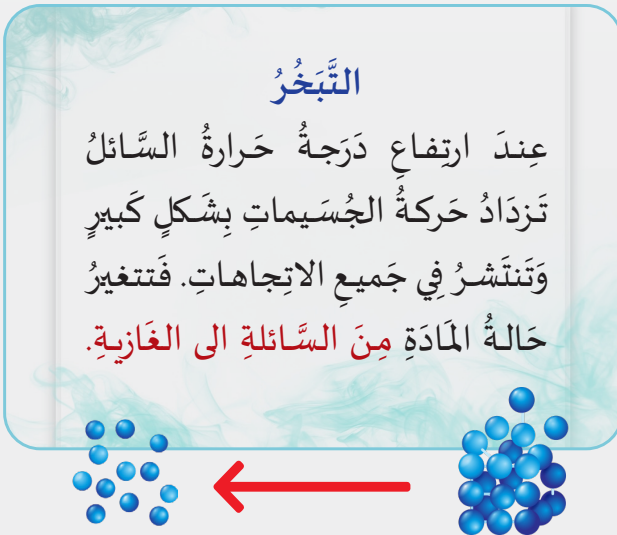 التَّبَخُرُ
عِندَ ارتِفاعِ دَرَجةُ حَرارةُ السَّائلُ
تَزدَادُ حَركةُ الجُسَيماتِ بِشَكلٍ كَبيرٍ
وَتَنتَشرُ فِي جَميعِ الاتِجاهاتِ. فَتتغيرُ
حَالةُ المَادَةِ مِنَ السَّائلةِ الى الغَازيةِ.